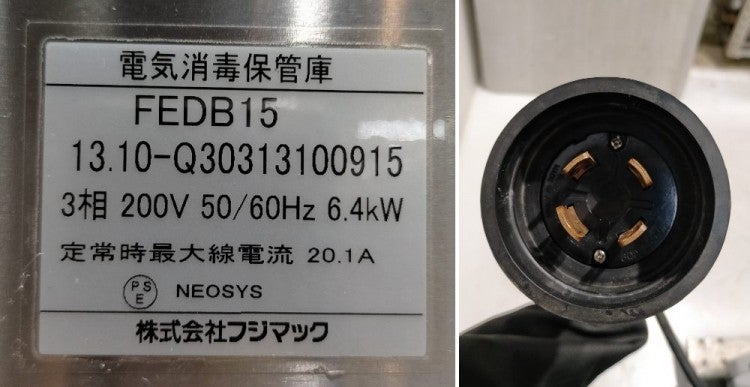 電気消毒保管庫
FEDB15
13.10-Q30313100915
3相 200V 50/60Hz 6.4kW
定常時最大線電流 20.1A
PSE NEOSYS
株式会社フジマック